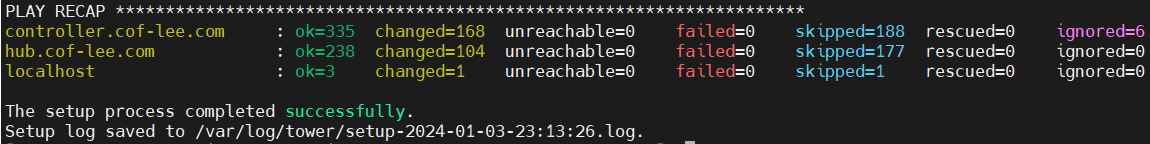 PLAY RECAP *********************************************************************
controller.cof-lee.com     : ok=335  changed=168  unreachable=0    failed=0    skipped=188  rescued=0    ignored=6
hub.cof-lee.com            : ok=238  changed=104  unreachable=0    failed=0    skipped=177  rescued=0    ignored=0
localhost                  : ok=3    changed=1    unreachable=0    failed=0    skipped=1    rescued=0    ignored=0
The setup process completed successfully.
Setup log saved to /var/log/tower/setup-2024-01-03-23:13:26.log.